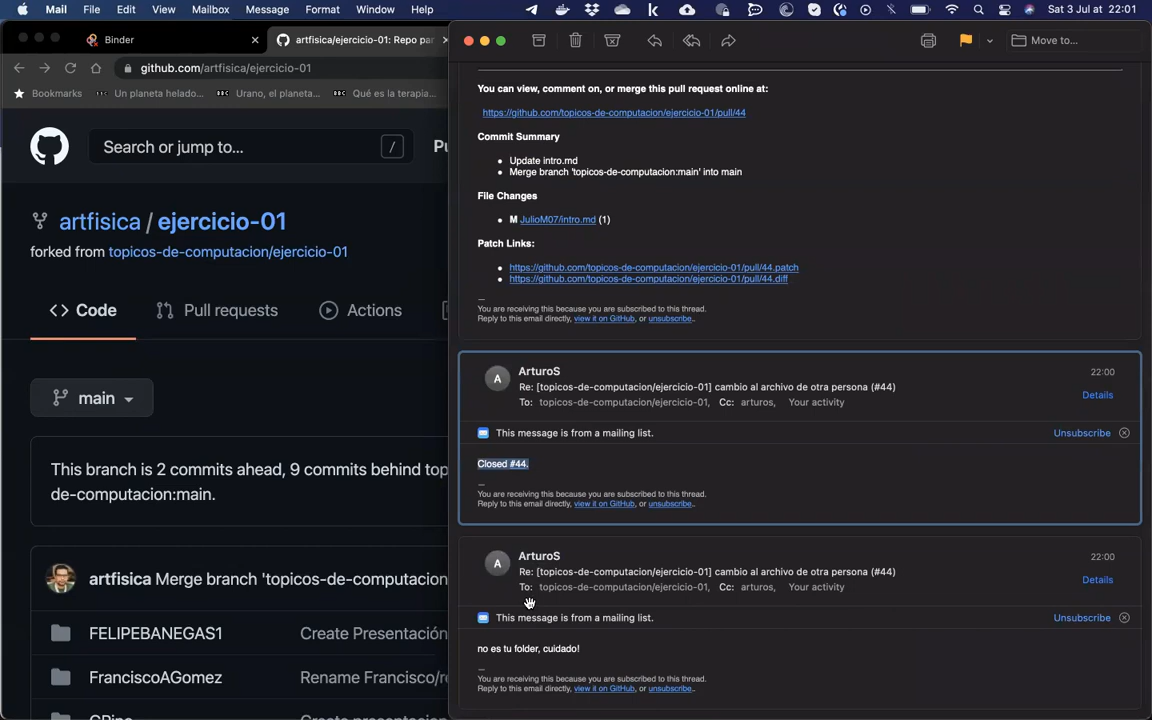 Mail File Edit View Mailbox Message Format Window Help
Sat 3 Jul at 22:01
Binder
artfisica/ejercicio-01: Repo par
github.com/artfisica/ejercicio-01
Bookmarks
Un planeta helado...
Urano, el planeta...
Qué es la terapia...
Search or jump to...
/
artfisica / ejercicio-01
forked from topicos-de-computacion/ejercicio-01
Code
Pull requests
Actions
main
This branch is 2 commits ahead, 9 commits behind top
de-computacion:main.
artfisica Merge branch 'topicos-de-computacion
FELIPEBANEGAS1 Create Presentación
FranciscoAGomez Rename Francisco/r
Move to...
You can view, comment on, or merge this pull request online at:
https://github.com/topicos-de-computacion/ejercicio-01/pull/44
Commit Summary
• Update intro.md
• Merge branch 'topicos-de-computacion:main' into main
File Changes
• M JulioM07/intro.md (1)
Patch Links:
• https://github.com/topicos-de-computacion/ejercicio-01/pull/44.patch
• https://github.com/topicos-de-computacion/ejercicio-01/pull/44.diff
—
You are receiving this because you are subscribed to this thread.
Reply to this email directly, view it on GitHub, or unsubscribe..
A
ArturoS
22:00
Re: [topicos-de-computacion/ejercicio-01] cambio al archivo de otra persona (#44)
Details
To: topicos-de-computacion/ejercicio-01, Cc: arturos, Your activity
This message is from a mailing list.
Unsubscribe
Closed #44.
—
You are receiving this because you are subscribed to this thread.
Reply to this email directly, view it on GitHub, or unsubscribe..
A
ArturoS
22:00
Re: [topicos-de-computacion/ejercicio-01] cambio al archivo de otra persona (#44)
Details
To: topicos-de-computacion/ejercicio-01, Cc: arturos, Your activity
This message is from a mailing list.
Unsubscribe
no es tu folder, cuidado!
—
You are receiving this because you are subscribed to this thread.
Reply to this email directly, view it on GitHub, or unsubscribe..